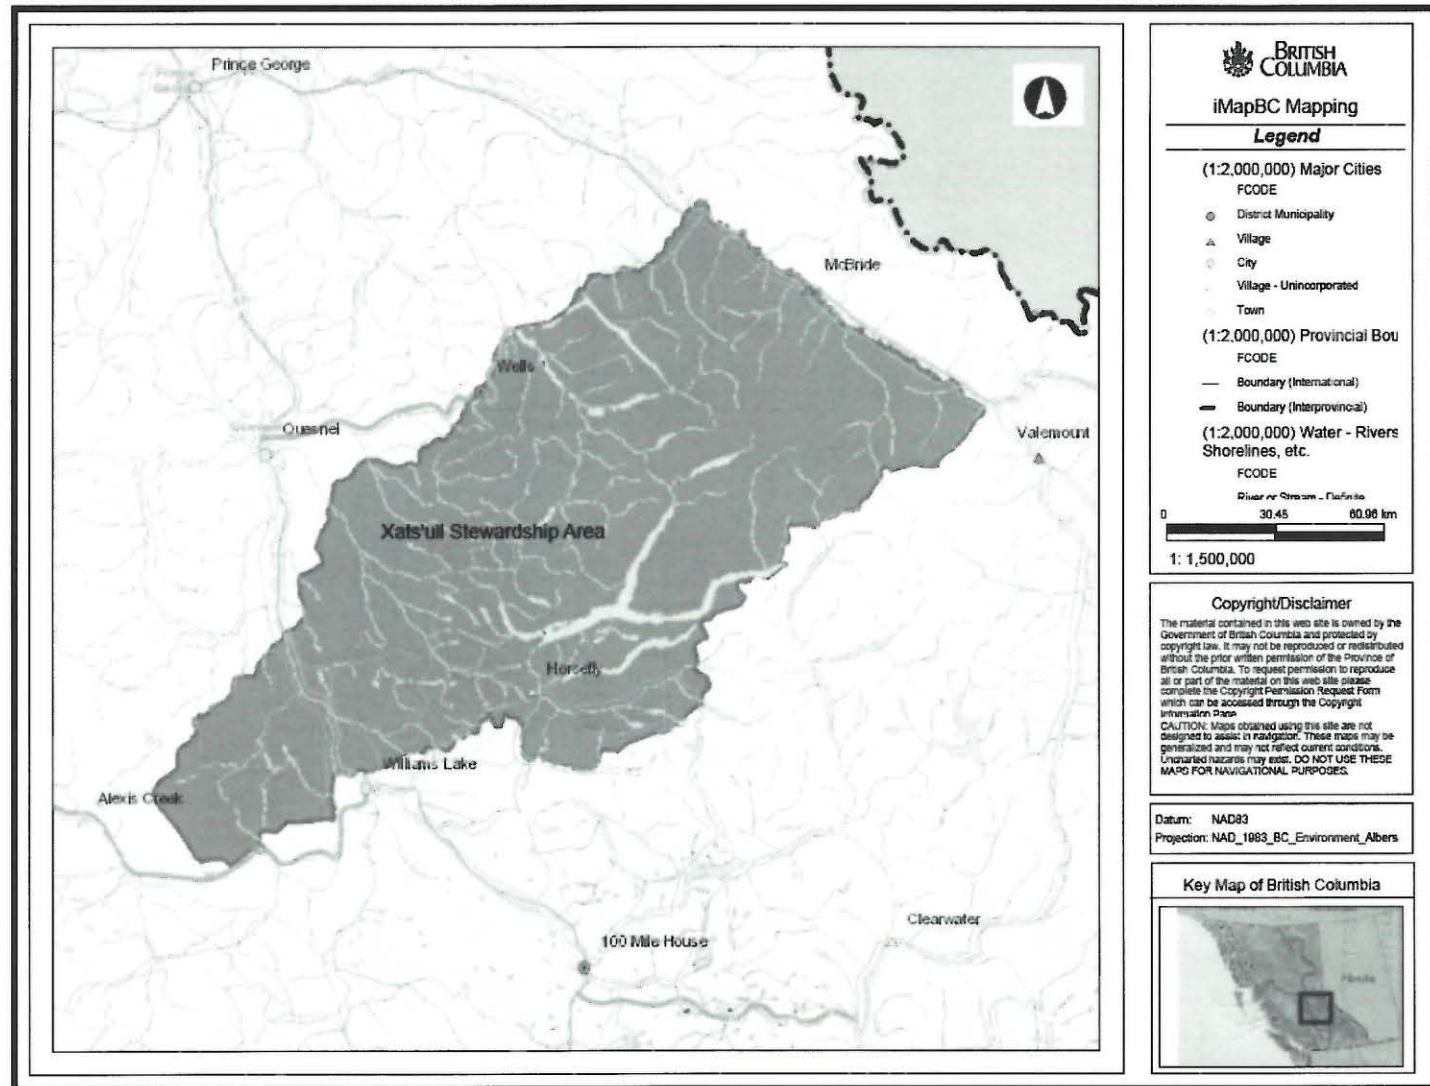 Prince George
McBride
Wells
Quesnel
Valemount
Xats'ull Stewardship Area
Horsefly
Williams Lake
Alexis Creek
Clearwater
100 Mile House
BRITISH
COLUMBIA
iMapBC Mapping
Legend
(1:2,000,000) Major Cities
FCODE
District Municipality
Village
City
Village - Unincorporated
Town
(1:2,000,000) Provincial Bou
FCODE
Boundary (International)
Boundary (Interprovincial)
(1:2,000,000) Water - Rivers
Shorelines, etc.
FCODE
River or Stream - Definite
0 30.45 60.96 km
1: 1,500,000
Copyright/Disclaimer
The material contained in this web site is owned by the
Government of British Columbia and protected by
copyright law. It may not be reproduced or redistributed
without the prior written permission of the Province of
British Columbia. To request permission to reproduce
all or part of the material on this web site please
complete the Copyright Permission Request Form
which can be accessed through the Copyright
Information Page
CAUTION: Maps obtained using this site are not
designed to assist in navigation. These maps may be
generalized and may not reflect current conditions.
Uncharted hazards may exist. DO NOT USE THESE
MAPS FOR NAVIGATIONAL PURPOSES.
Datum: NAD83
Projection: NAD_1983_BC_Environment_Albers
Key Map of British Columbia
Alberta